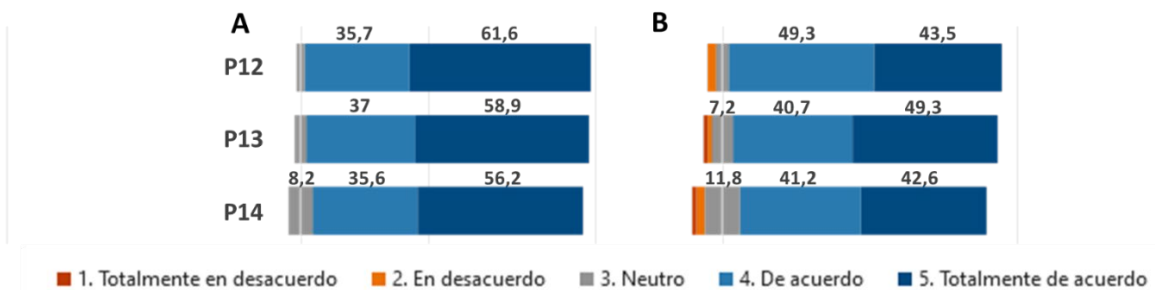 A B
35,7 61,6 49,3 43,5
P12
37 58,9 7,2 40,7 49,3
P13
8,2 35,6 56,2 11,8 41,2 42,6
P14
1. Totalmente en desacuerdo 2. En desacuerdo 3. Neutro 4. De acuerdo 5. Totalmente de acuerdo